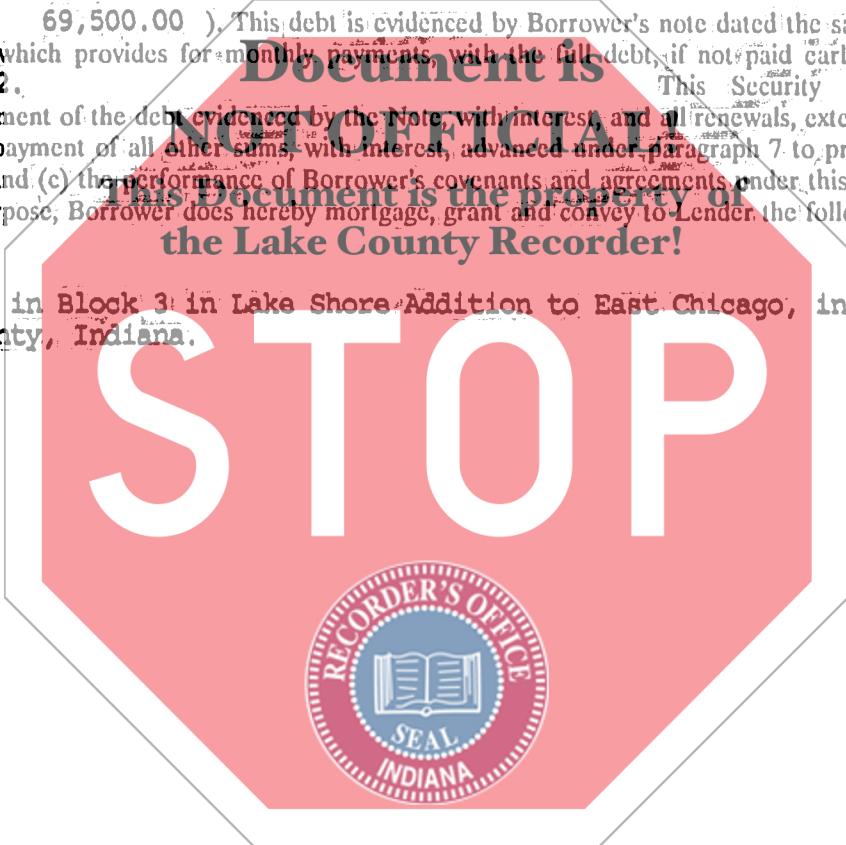 69,500.00 ). This debt is evidenced by Borrower's note dated the sa
which provides for monthly payments, with the full debt, if not paid earl
Document is
2. This Security
NOT OFFICIAL!
ment of the debt evidenced by the Note, with interest, and all renewals, exte
ayment of all other sums, with interest, advanced under paragraph 7 to pr
nd (c) the performance of Borrower's covenants and agreements under this
This Document is the property of
pose, Borrower does hereby mortgage, grant and convey to Lender the foll
the Lake County Recorder!
in Block 3 in Lake Shore Addition to East Chicago, in
nty, Indiana.
STOP
RECORDER'S OFFICE
SEAL
INDIANA